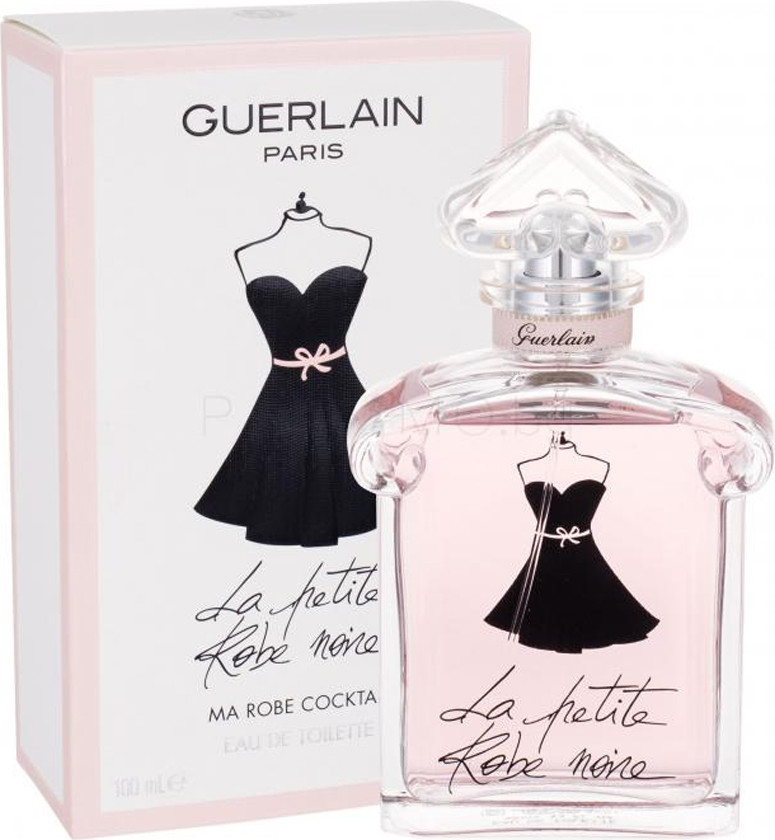 GUERLAIN
PARIS
La petite
Robe noire
MA ROBE COCKTA
EAU DE TOILETTE
100 mL e
Guerlain
La petite
Robe noire